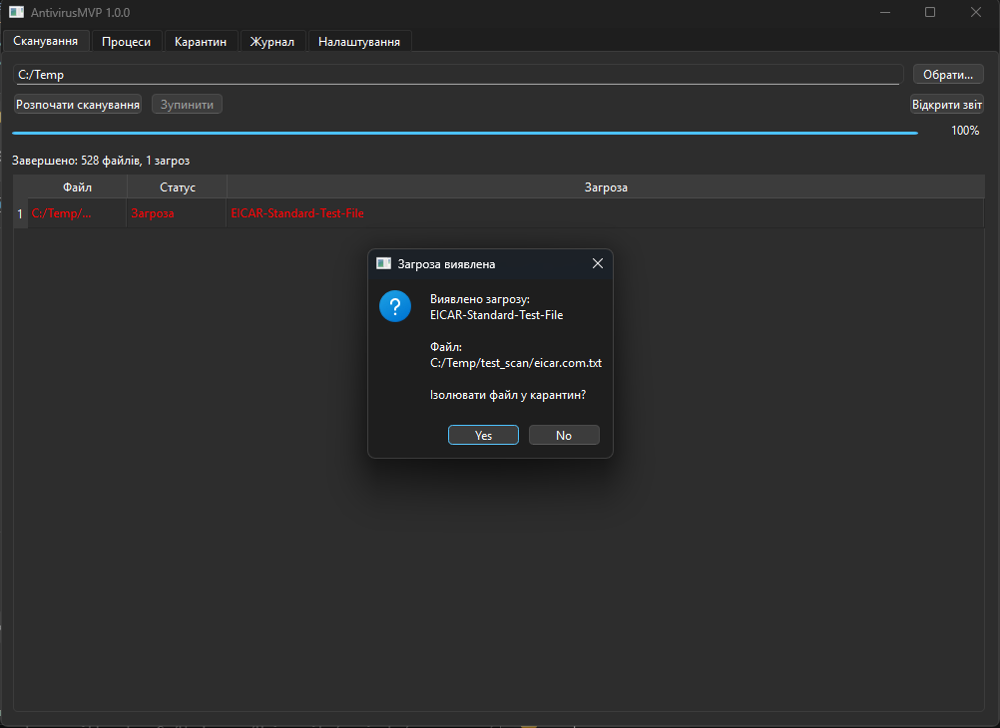 AntivirusMVP 1.0.0
Сканування Процеси Карантин Журнал Налаштування
C:/Temp Обрати...
Розпочати сканування Зупинити Відкрити звіт
100%
Завершено: 528 файлів, 1 загроз
Файл Статус Загроза
1 C:/Temp/... Загроза EICAR-Standard-Test-File
Загроза виявлена
?
Виявлено загрозу:
EICAR-Standard-Test-File
Файл:
C:/Temp/test_scan/eicar.com.txt
Ізолювати файл у карантин?
Yes No